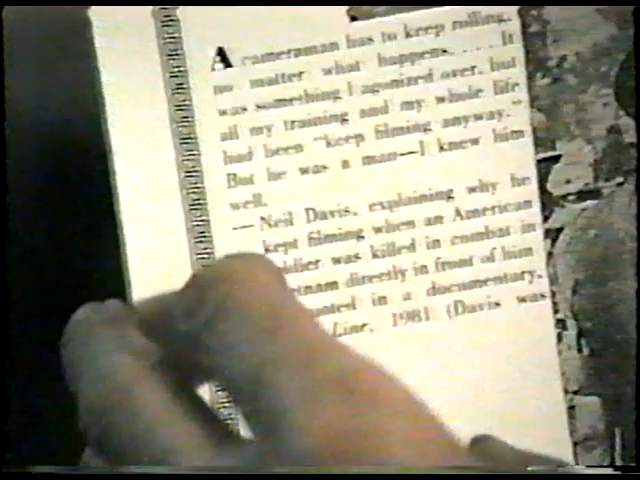 A cameraman has to keep rolling,
no matter what happens..... It
was something I agonized over, but
all my training and my whole life
had been "keep filming anyway."
But he was a man—I knew him
well.
—Neil Davis, explaining why he
kept filming when an American
ldier was killed in combat in
etnam directly in front of him
in a documentary,
Line, 1981 (Davis was